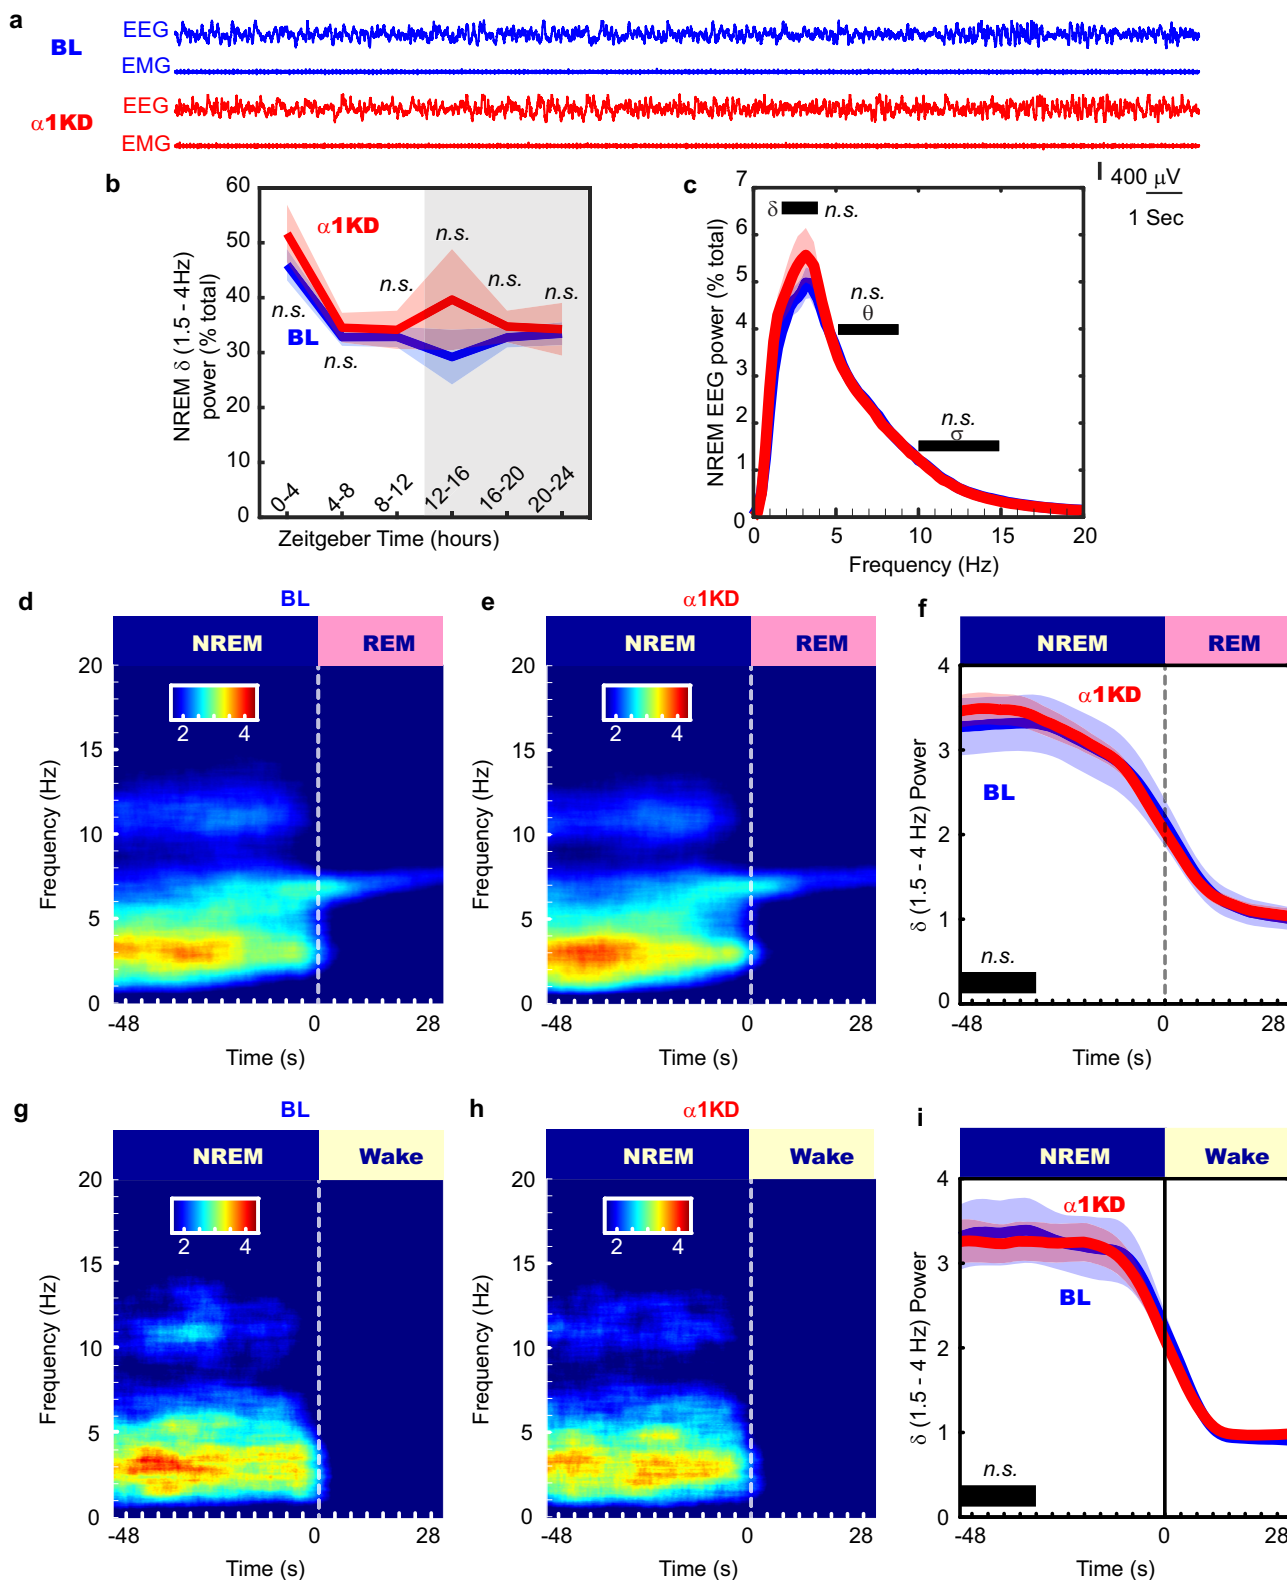 a
BL
EEG
EMG
α1KD
EEG
EMG
400 μV
1 Sec
b
NREM δ (1.5 - 4Hz)
power (% total)
60
50
40
30
20
10
0
α1KD
BL
n.s.
n.s.
n.s.
n.s.
n.s.
n.s.
0-4
4-8
8-12
12-16
16-20
20-24
Zeitgeber Time (hours)
c
NREM EEG power (% total)
7
6
5
4
3
2
1
0
δ
n.s.
n.s.
θ
n.s.
σ
0
5
10
15
20
Frequency (Hz)
d
BL
NREM
REM
20
15
10
5
0
2
4
Frequency (Hz)
-48
0
28
Time (s)
e
α1KD
NREM
REM
20
15
10
5
0
2
4
Frequency (Hz)
-48
0
28
Time (s)
f
NREM
REM
4
3
2
1
0
α1KD
BL
n.s.
δ (1.5 - 4 Hz) Power
-48
0
28
Time (s)
g
BL
NREM
Wake
20
15
10
5
0
2
4
Frequency (Hz)
-48
0
28
Time (s)
h
α1KD
NREM
Wake
20
15
10
5
0
2
4
Frequency (Hz)
-48
0
28
Time (s)
i
NREM
Wake
4
3
2
1
0
α1KD
BL
n.s.
δ (1.5 - 4 Hz) Power
-48
0
28
Time (s)